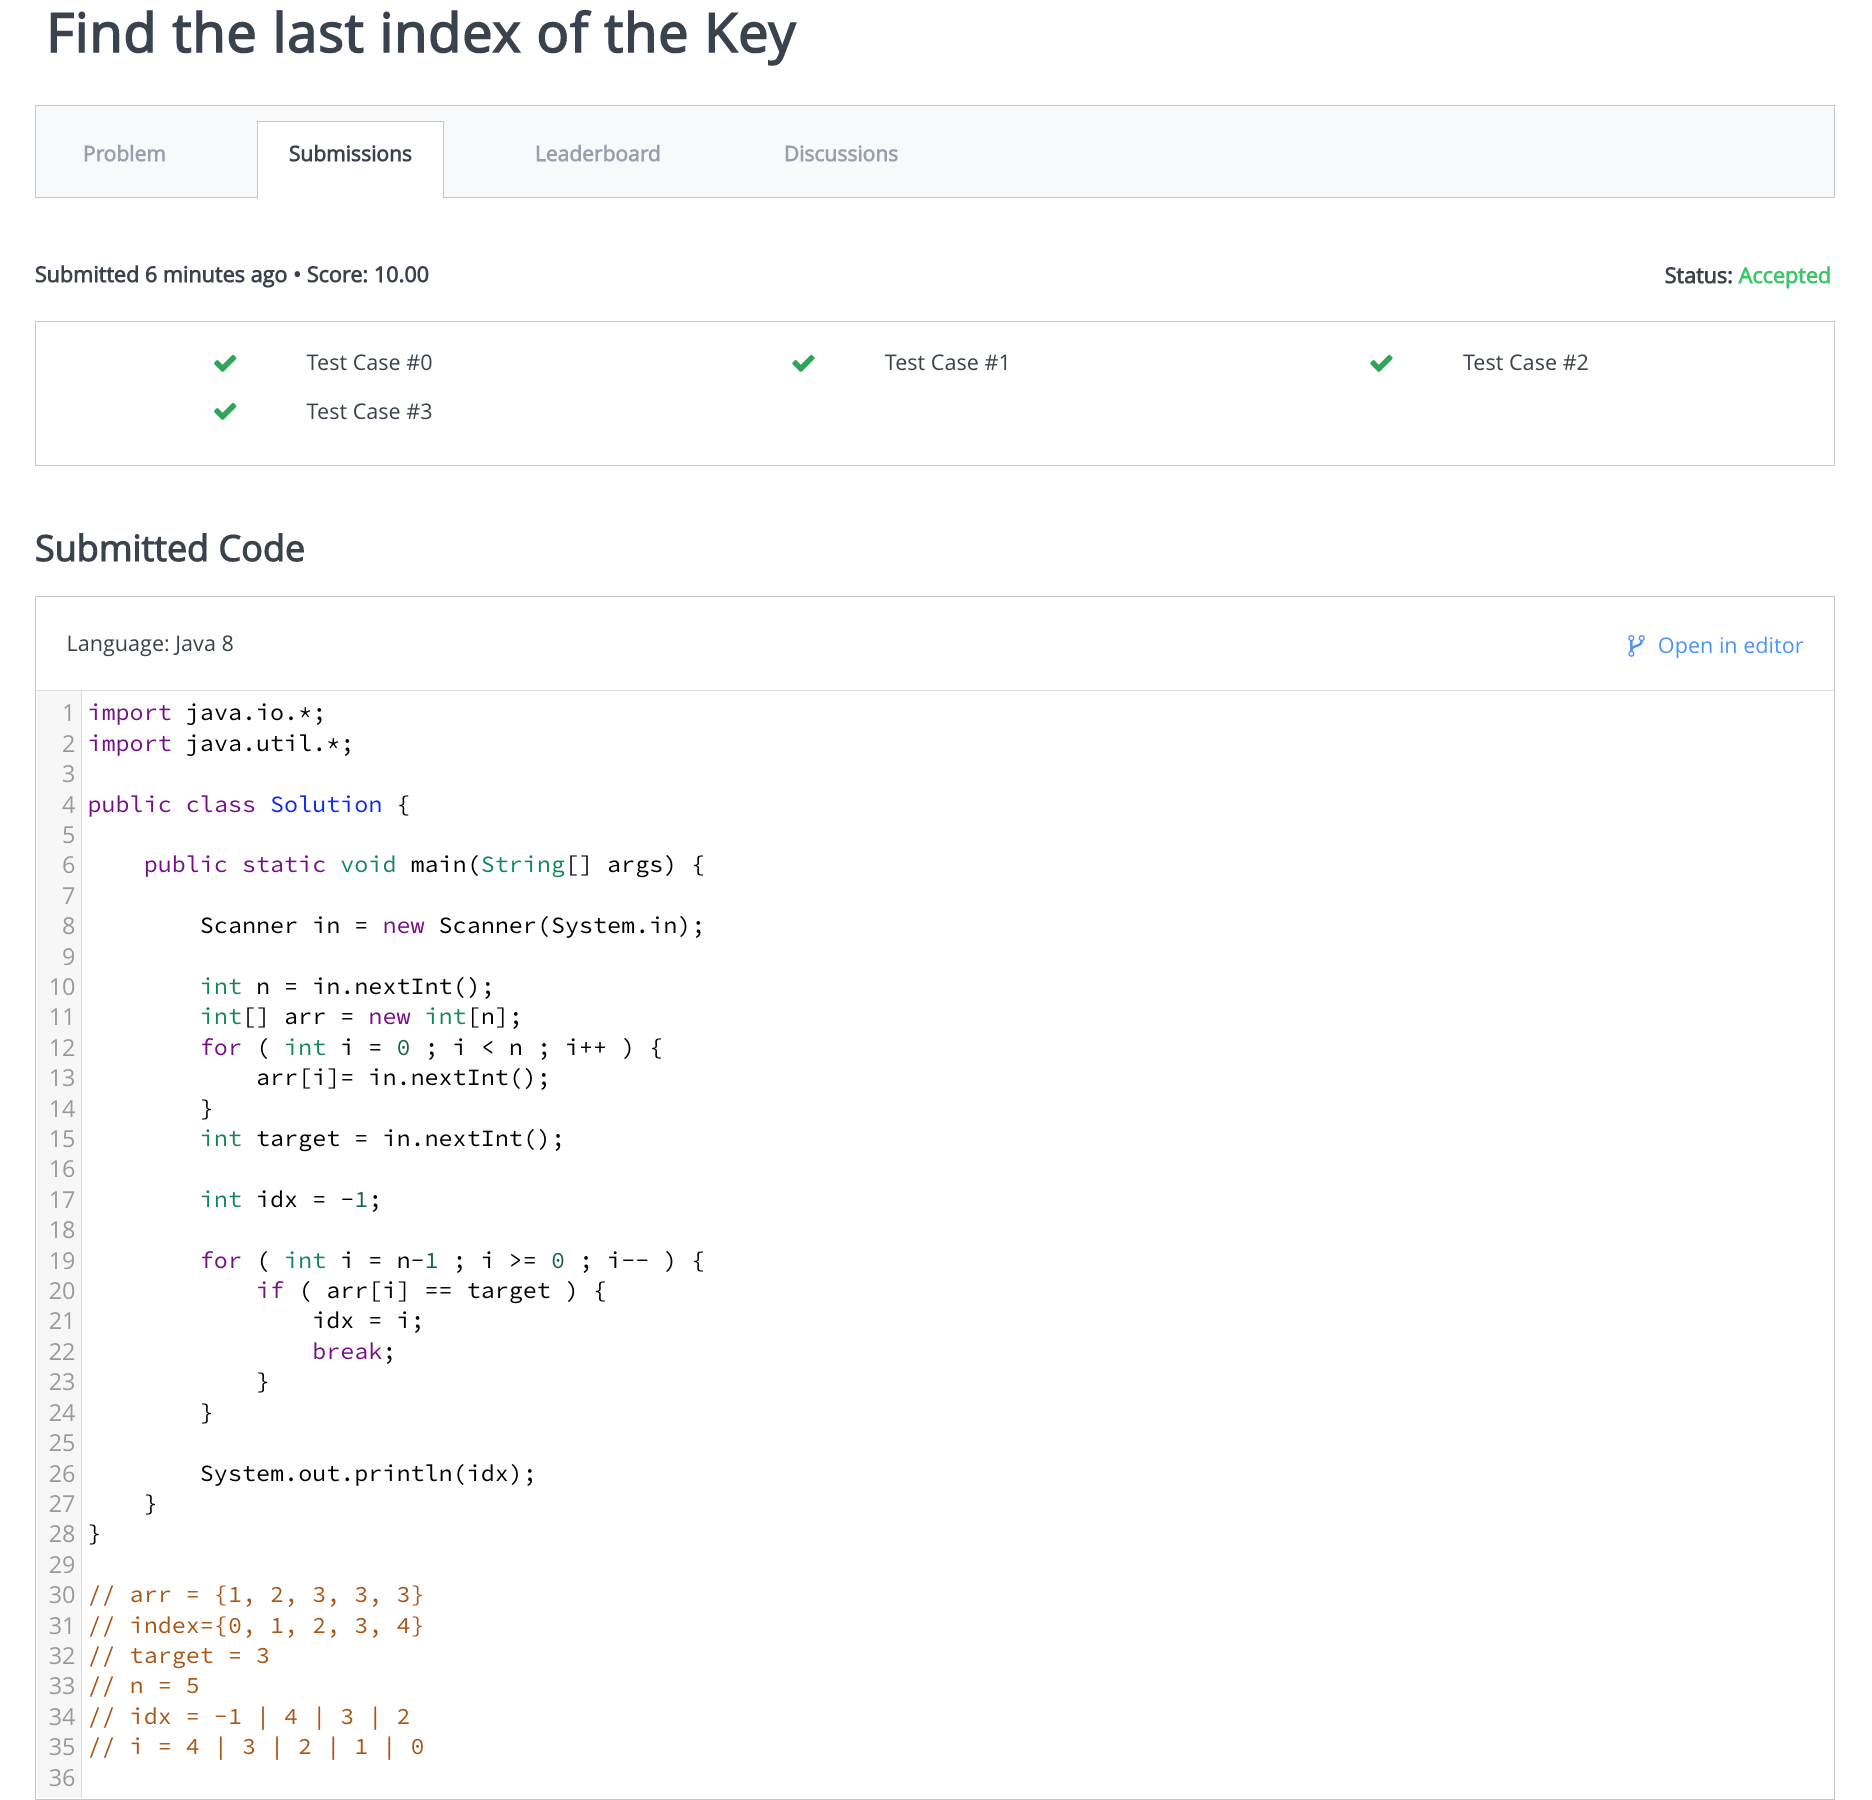 Find the last index of the Key
Problem
Submissions
Leaderboard
Discussions
Submitted 6 minutes ago • Score: 10.00
Status: Accepted
Test Case #0
Test Case #1
Test Case #2
Test Case #3
Submitted Code
Language: Java 8
Open in editor
1 import java.io.*;
2 import java.util.*;
3
4 public class Solution {
5
6     public static void main(String[] args) {
7
8         Scanner in = new Scanner(System.in);
9
10         int n = in.nextInt();
11         int[] arr = new int[n];
12         for ( int i = 0 ; i < n ; i++ ) {
13             arr[i]= in.nextInt();
14         }
15         int target = in.nextInt();
16
17         int idx = -1;
18
19         for ( int i = n-1 ; i >= 0 ; i-- ) {
20             if ( arr[i] == target ) {
21                 idx = i;
22                 break;
23             }
24         }
25
26         System.out.println(idx);
27     }
28 }
29
30 // arr = {1, 2, 3, 3, 3}
31 // index={0, 1, 2, 3, 4}
32 // target = 3
33 // n = 5
34 // idx = -1 | 4 | 3 | 2
35 // i = 4 | 3 | 2 | 1 | 0
36